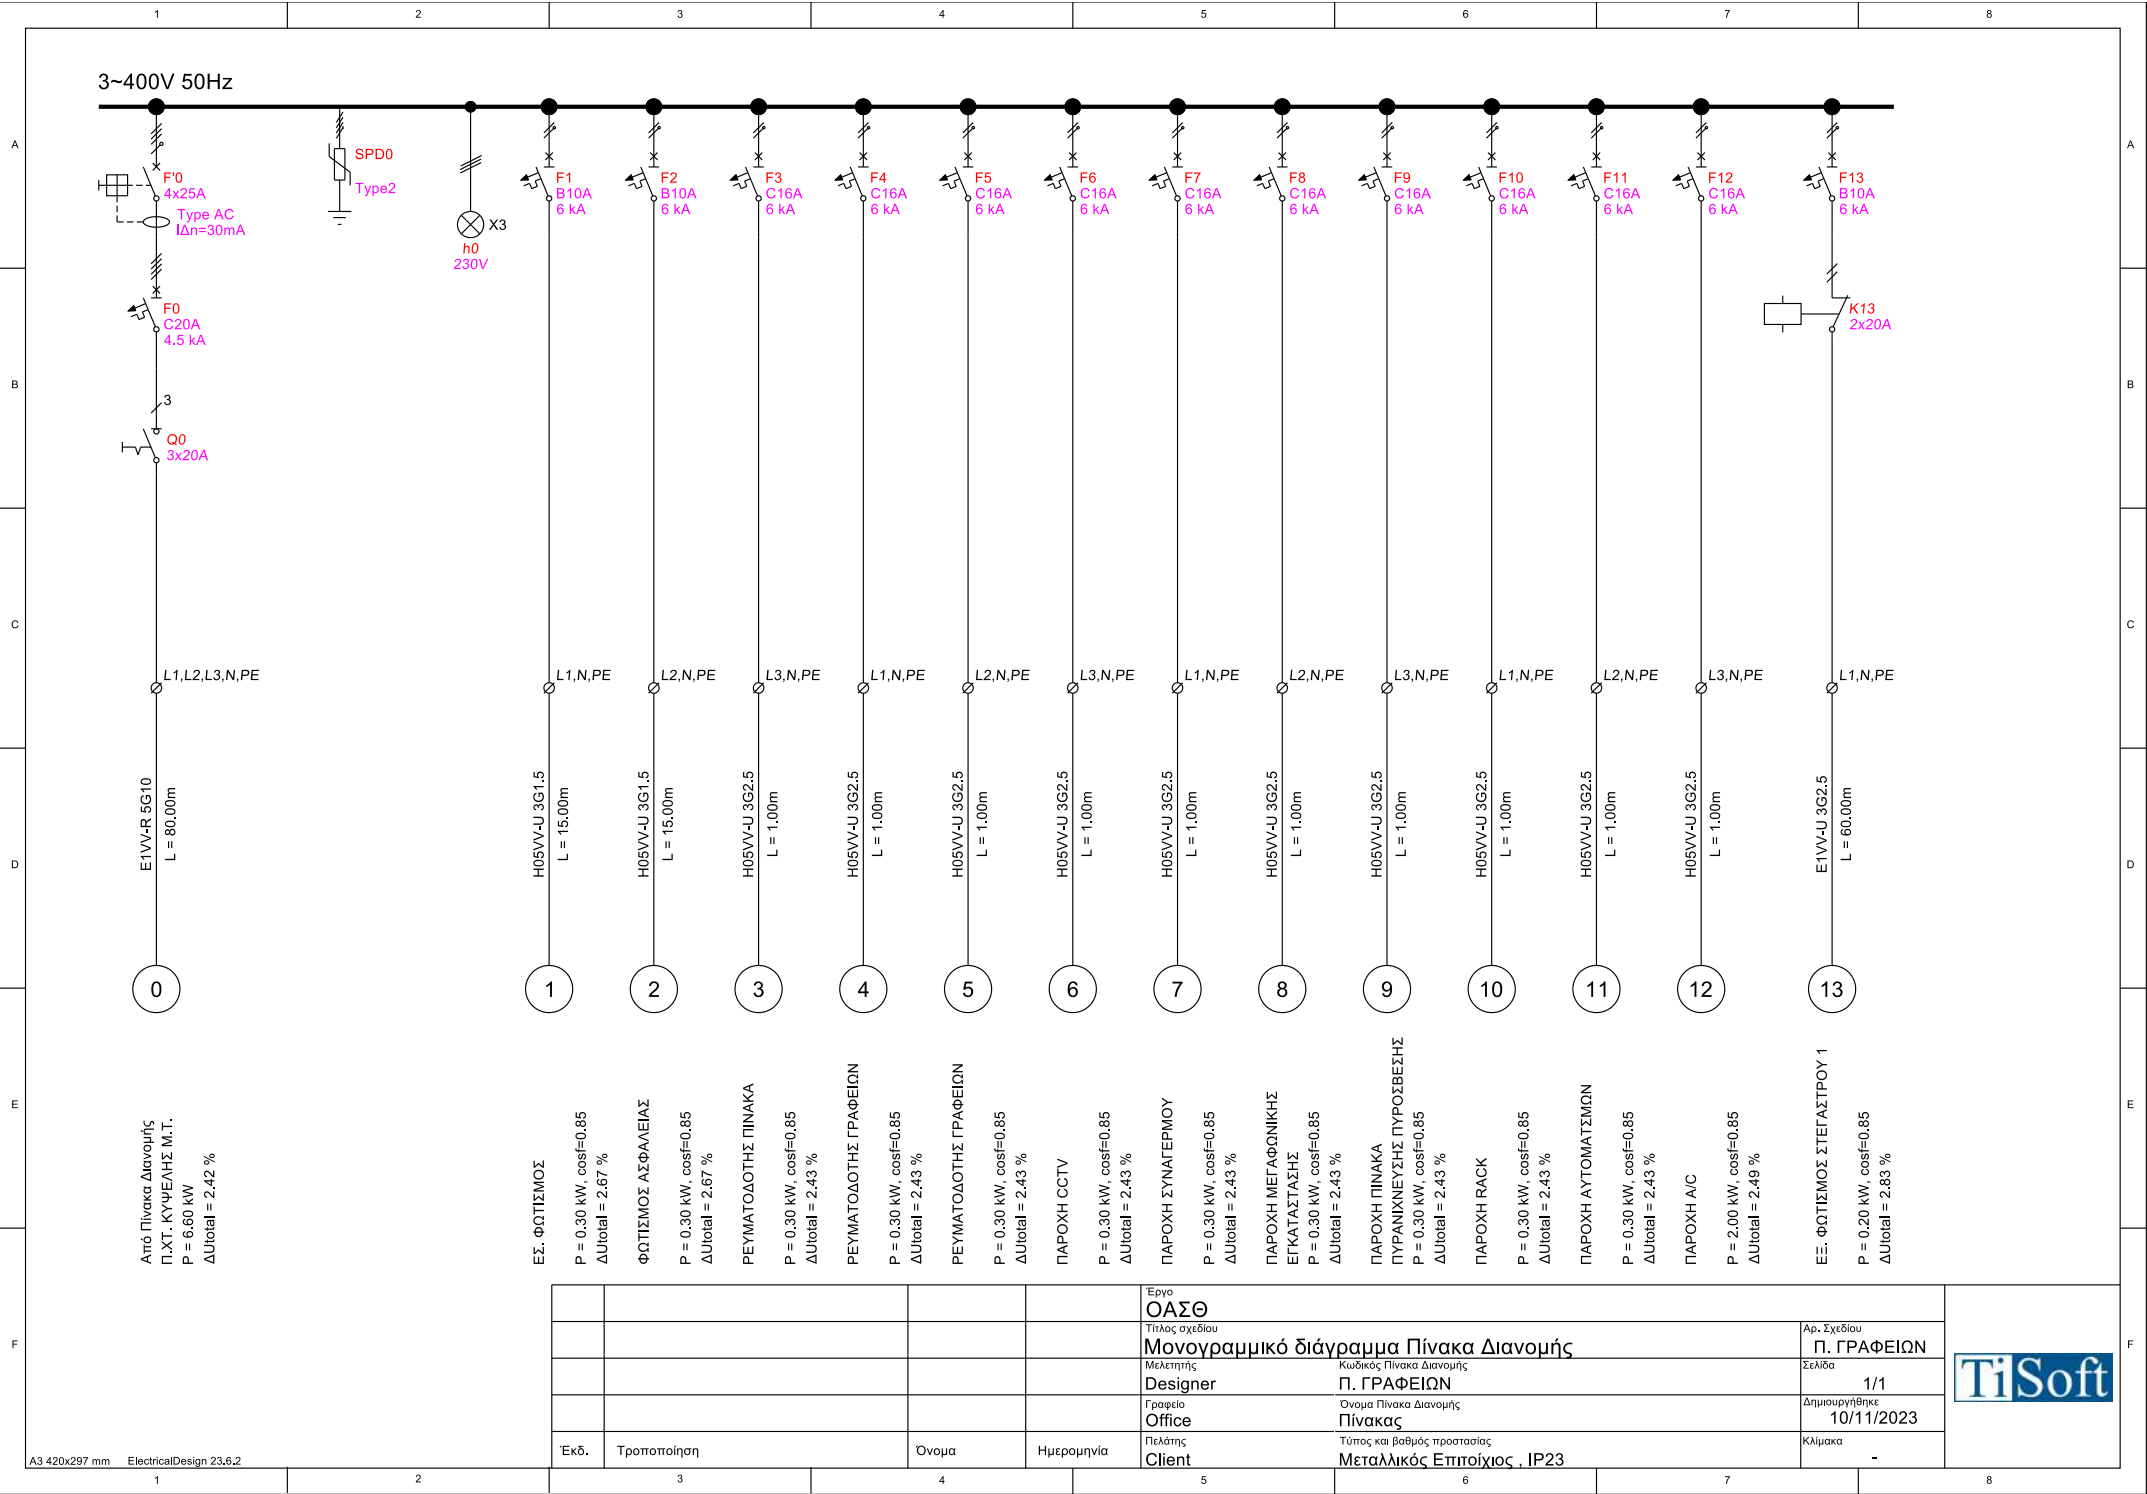 1 2 3 4 5 6 7 8
A
B
C
D
E
F
A
B
C
D
E
F
3~400V 50Hz
F'0
4x25A
Type AC
IΔn=30mA
F0
C20A
4.5 kA
3
Q0
3x20A
L1,L2,L3,N,PE
E1VV-R 5G10
L = 80.00m
0
Από Πίνακα Διανομής
Π.ΧΤ. ΚΥΨΕΛΗΣ Μ.Τ.
P = 6.60 kW
ΔUtotal = 2.42 %
SPD0
Type2
X3
h0
230V
F1
B10A
6 kA
L1,N,PE
H05VV-U 3G1.5
L = 15.00m
1
ΕΣ. ΦΩΤΙΣΜΟΣ
P = 0.30 kW, cosf=0.85
ΔUtotal = 2.67 %
F2
B10A
6 kA
L2,N,PE
H05VV-U 3G1.5
L = 15.00m
2
ΦΩΤΙΣΜΟΣ ΑΣΦΑΛΕΙΑΣ
P = 0.30 kW, cosf=0.85
ΔUtotal = 2.67 %
F3
C16A
6 kA
L3,N,PE
H05VV-U 3G2.5
L = 1.00m
3
ΡΕΥΜΑΤΟΔΟΤΗΣ ΠΙΝΑΚΑ
P = 0.30 kW, cosf=0.85
ΔUtotal = 2.43 %
F4
C16A
6 kA
L1,N,PE
H05VV-U 3G2.5
L = 1.00m
4
ΡΕΥΜΑΤΟΔΟΤΗΣ ΓΡΑΦΕΙΩΝ
P = 0.30 kW, cosf=0.85
ΔUtotal = 2.43 %
F5
C16A
6 kA
L2,N,PE
H05VV-U 3G2.5
L = 1.00m
5
ΡΕΥΜΑΤΟΔΟΤΗΣ ΓΡΑΦΕΙΩΝ
P = 0.30 kW, cosf=0.85
ΔUtotal = 2.43 %
F6
C16A
6 kA
L3,N,PE
H05VV-U 3G2.5
L = 1.00m
6
ΠΑΡΟΧΗ CCTV
P = 0.30 kW, cosf=0.85
ΔUtotal = 2.43 %
F7
C16A
6 kA
L1,N,PE
H05VV-U 3G2.5
L = 1.00m
7
ΠΑΡΟΧΗ ΣΥΝΑΓΕΡΜΟΥ
P = 0.30 kW, cosf=0.85
ΔUtotal = 2.43 %
F8
C16A
6 kA
L2,N,PE
H05VV-U 3G2.5
L = 1.00m
8
ΠΑΡΟΧΗ ΜΕΓΑΦΩΝΙΚΗΣ
ΕΓΚΑΤΑΣΤΑΣΗΣ
P = 0.30 kW, cosf=0.85
ΔUtotal = 2.43 %
F9
C16A
6 kA
L3,N,PE
H05VV-U 3G2.5
L = 1.00m
9
ΠΑΡΟΧΗ ΠΙΝΑΚΑ
ΠΥΡΑΝΙΧΝΕΥΣΗΣ ΠΥΡΟΣΒΕΣΗΣ
P = 0.30 kW, cosf=0.85
ΔUtotal = 2.43 %
F10
C16A
6 kA
L1,N,PE
H05VV-U 3G2.5
L = 1.00m
10
ΠΑΡΟΧΗ RACK
P = 0.30 kW, cosf=0.85
ΔUtotal = 2.43 %
F11
C16A
6 kA
L2,N,PE
H05VV-U 3G2.5
L = 1.00m
11
ΠΑΡΟΧΗ ΑΥΤΟΜΑΤΣΜΩΝ
P = 0.30 kW, cosf=0.85
ΔUtotal = 2.43 %
F12
C16A
6 kA
L3,N,PE
H05VV-U 3G2.5
L = 1.00m
12
ΠΑΡΟΧΗ A/C
P = 2.00 kW, cosf=0.85
ΔUtotal = 2.49 %
F13
B10A
6 kA
K13
2x20A
L1,N,PE
E1VV-U 3G2.5
L = 60.00m
13
ΕΞ. ΦΩΤΙΣΜΟΣ ΣΤΕΓΑΣΤΡΟΥ 1
P = 0.20 kW, cosf=0.85
ΔUtotal = 2.83 %
Έργο
ΟΑΣΘ
Τίτλος σχεδίου
Μονογραμμικό διάγραμμα Πίνακα Διανομής
Αρ. Σχεδίου
Π. ΓΡΑΦΕΙΩΝ
Μελετητής
Designer
Κωδικός Πίνακα Διανομής
Π. ΓΡΑΦΕΙΩΝ
Σελίδα
1/1
Γραφείο
Office
Όνομα Πίνακα Διανομής
Πίνακας
Δημιουργήθηκε
10/11/2023
Έκδ. Τροποποίηση Όνομα Ημερομηνία
Πελάτης
Client
Τύπος και βαθμός προστασίας
Μεταλλικός Επιτοίχιος , IP23
Κλίμακα
-
TiSoft
A3 420x297 mm ElectricalDesign 23.6.2
1 2 3 4 5 6 7 8